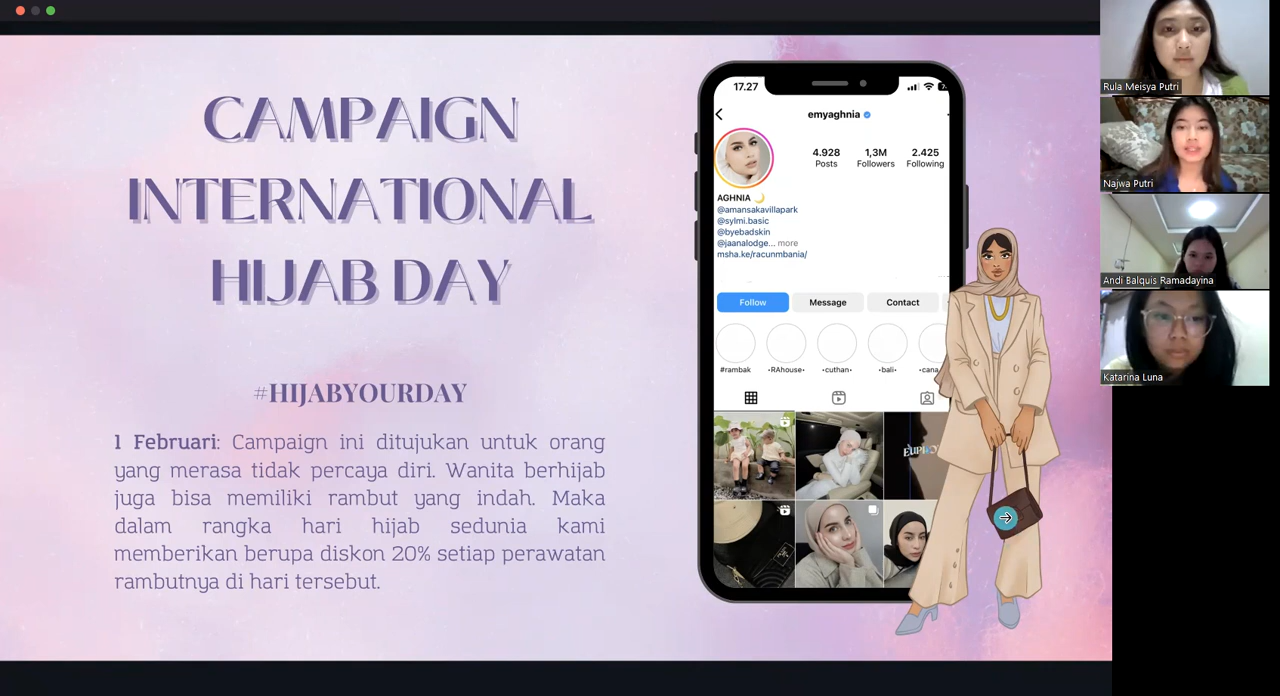 CAMPAIGN
INTERNATIONAL
HIJAB DAY
#HIJABYOURDAY
1 Februari: Campaign ini ditujukan untuk orang
yang merasa tidak percaya diri. Wanita berhijab
juga bisa memiliki rambut yang indah. Maka
dalam rangka hari hijab sedunia kami
memberikan berupa diskon 20% setiap perawatan
rambutnya di hari tersebut.
17.27
emyaghnia
4.928 1,3M 2.425
Posts Followers Following
AGHNIA
@amansakavillapark
@sylmi.basic
@byebadskin
@jaanalodge... more
msha.ke/racunmbania/
Follow Message Contact
#rambak •RAhouse• •cuthan• •bali• •cana
Rula Meisya Putri
Najwa Putri
Andi Balquis Ramadayina
Katarina Luna